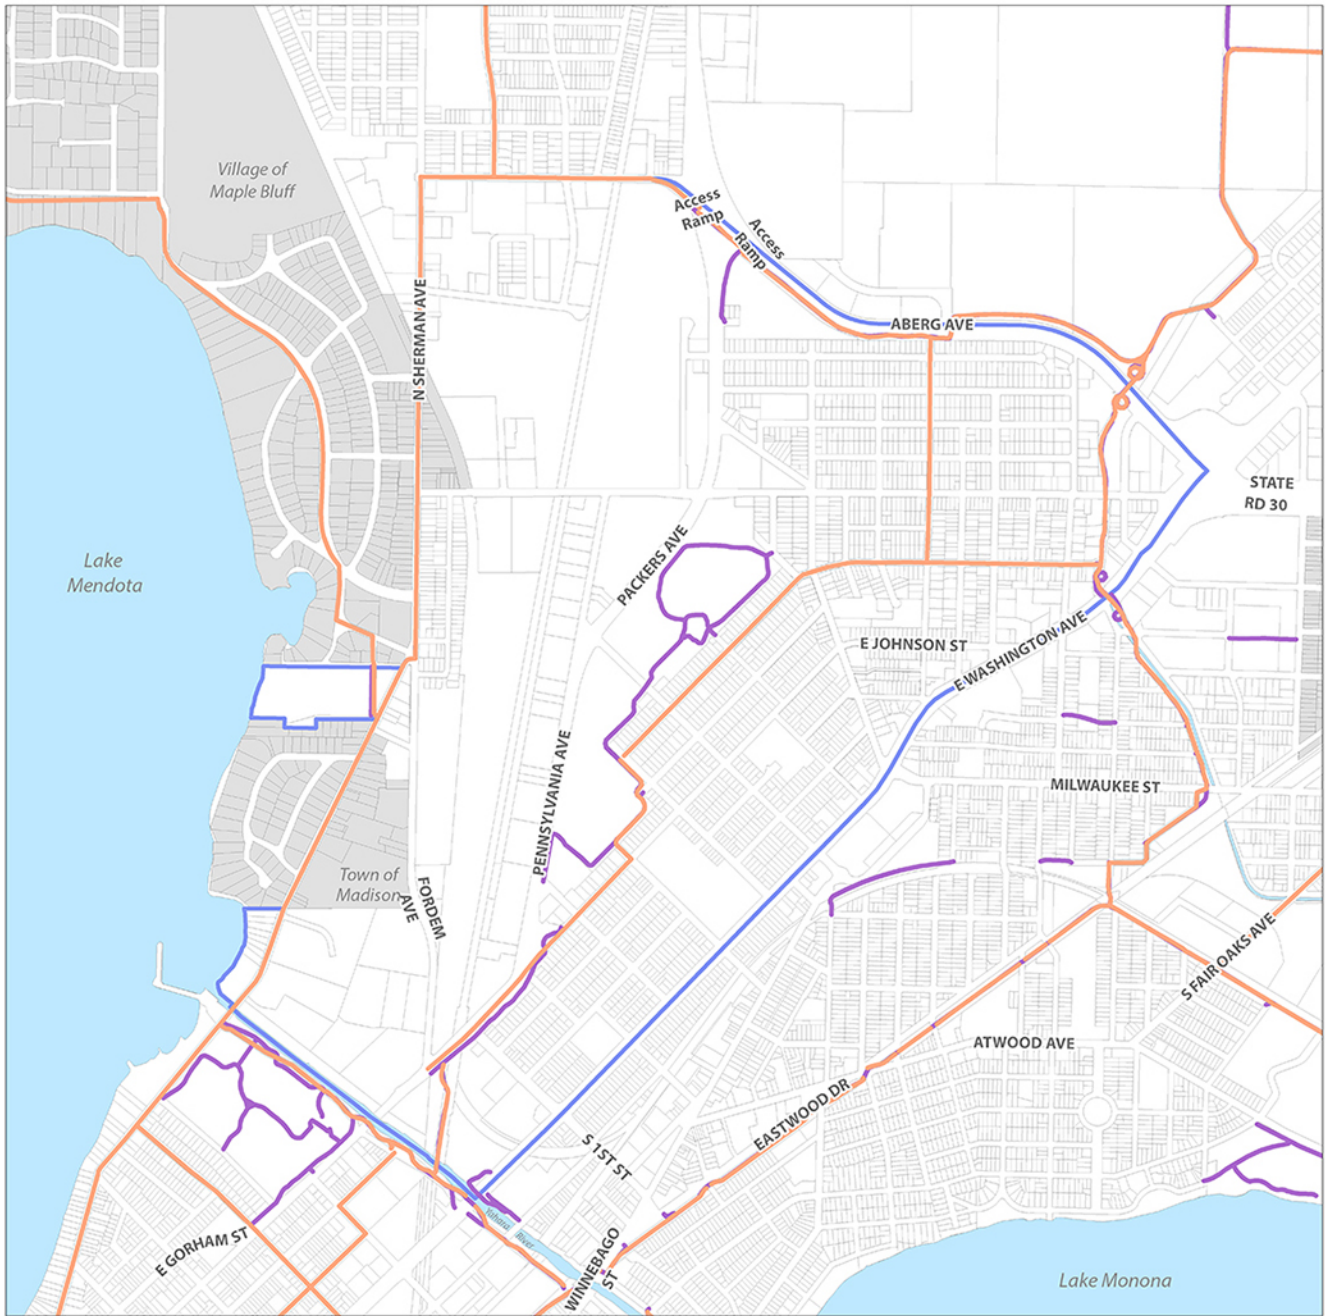 Village of
Maple Bluff
Access
Ramp
Access
Ramp
N SHERMAN AVE
ABERG AVE
STATE
RD 30
Lake
Mendota
PACKERS AVE
E JOHNSON ST
E WASHINGTON AVE
PENNSYLVANIA AVE
MILWAUKEE ST
Town of
Madison
FORDEM
AVE
S FAIR OAKS AVE
ATWOOD AVE
EASTWOOD DR
S 1ST ST
Yahara
River
E GORHAM ST
WINNEBAGO
ST
Lake Monona